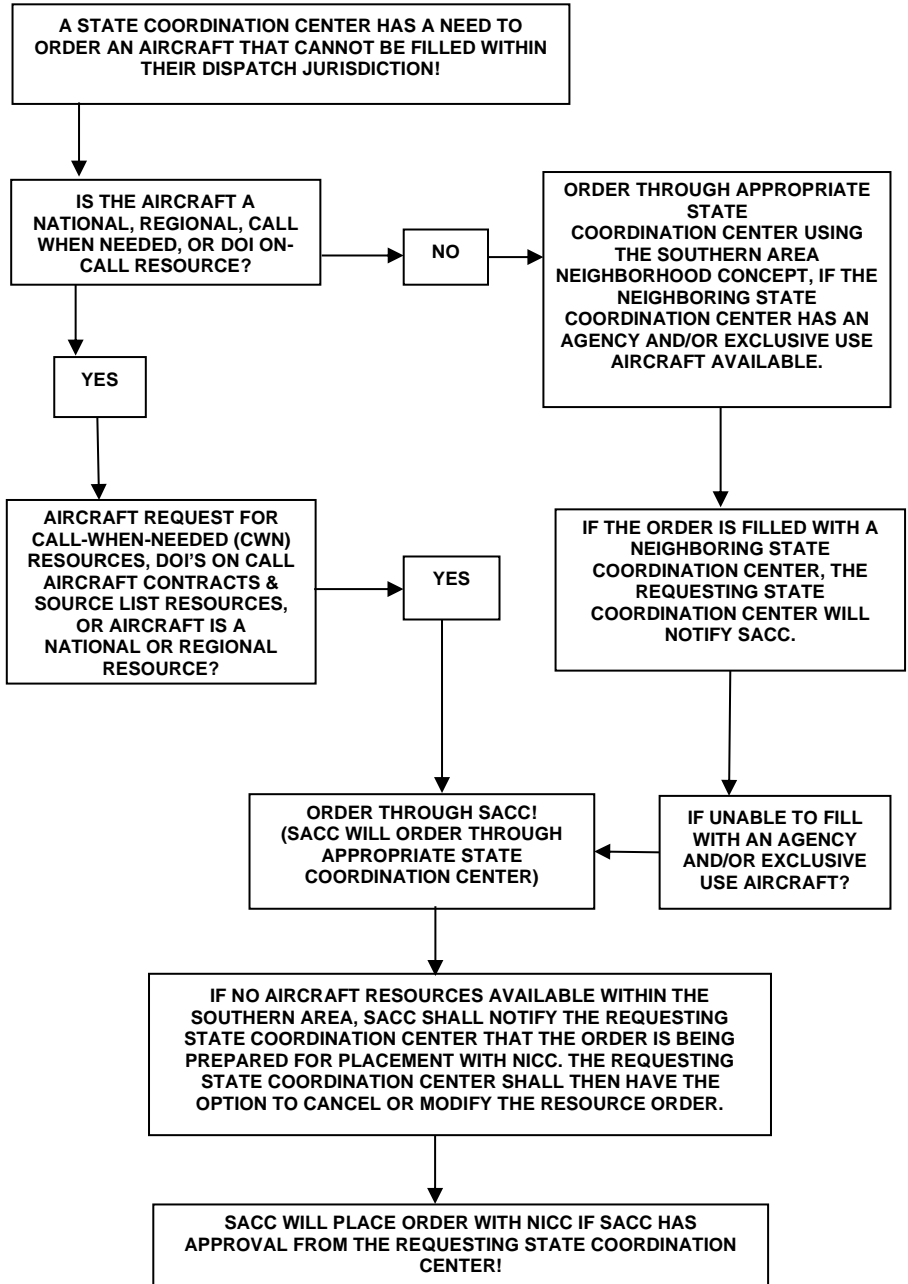 A STATE COORDINATION CENTER HAS A NEED TO
ORDER AN AIRCRAFT THAT CANNOT BE FILLED WITHIN
THEIR DISPATCH JURISDICTION!
IS THE AIRCRAFT A
NATIONAL, REGIONAL, CALL
WHEN NEEDED, OR DOI ON-
CALL RESOURCE?
NO
ORDER THROUGH APPROPRIATE
STATE
COORDINATION CENTER USING
THE SOUTHERN AREA
NEIGHBORHOOD CONCEPT, IF THE
NEIGHBORING STATE
COORDINATION CENTER HAS AN
AGENCY AND/OR EXCLUSIVE USE
AIRCRAFT AVAILABLE.
YES
AIRCRAFT REQUEST FOR
CALL-WHEN-NEEDED (CWN)
RESOURCES, DOI'S ON CALL
AIRCRAFT CONTRACTS &
SOURCE LIST RESOURCES,
OR AIRCRAFT IS A
NATIONAL OR REGIONAL
RESOURCE?
YES
IF THE ORDER IS FILLED WITH A
NEIGHBORING STATE
COORDINATION CENTER, THE
REQUESTING STATE
COORDINATION CENTER WILL
NOTIFY SACC.
ORDER THROUGH SACC!
(SACC WILL ORDER THROUGH
APPROPRIATE STATE
COORDINATION CENTER)
IF UNABLE TO FILL
WITH AN AGENCY
AND/OR EXCLUSIVE
USE AIRCRAFT?
IF NO AIRCRAFT RESOURCES AVAILABLE WITHIN THE
SOUTHERN AREA, SACC SHALL NOTIFY THE REQUESTING
STATE COORDINATION CENTER THAT THE ORDER IS BEING
PREPARED FOR PLACEMENT WITH NICC. THE REQUESTING
STATE COORDINATION CENTER SHALL THEN HAVE THE
OPTION TO CANCEL OR MODIFY THE RESOURCE ORDER.
SACC WILL PLACE ORDER WITH NICC IF SACC HAS
APPROVAL FROM THE REQUESTING STATE COORDINATION
CENTER!